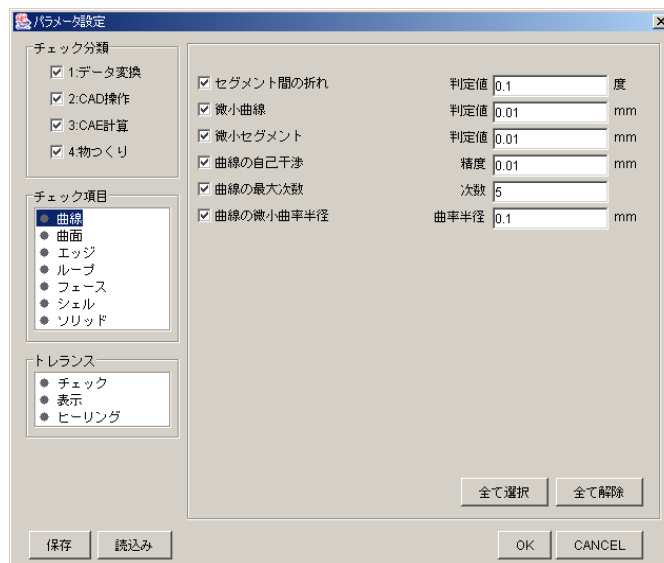 パラメータ設定
チェック分類
1:データ変換
2:CAD操作
3:CAE計算
4:物つくり
チェック項目
曲線
曲面
エッジ
ループ
フェース
シェル
ソリッド
トレランス
チェック
表示
ヒーリング
セグメント間の折れ 判定値 0.1 度
微小曲線 判定値 0.01 mm
微小セグメント 判定値 0.01 mm
曲線の自己干渉 精度 0.01 mm
曲線の最大次数 次数 5
曲線の微小曲率半径 曲率半径 0.1 mm
全て選択 全て解除
保存 読込み OK CANCEL